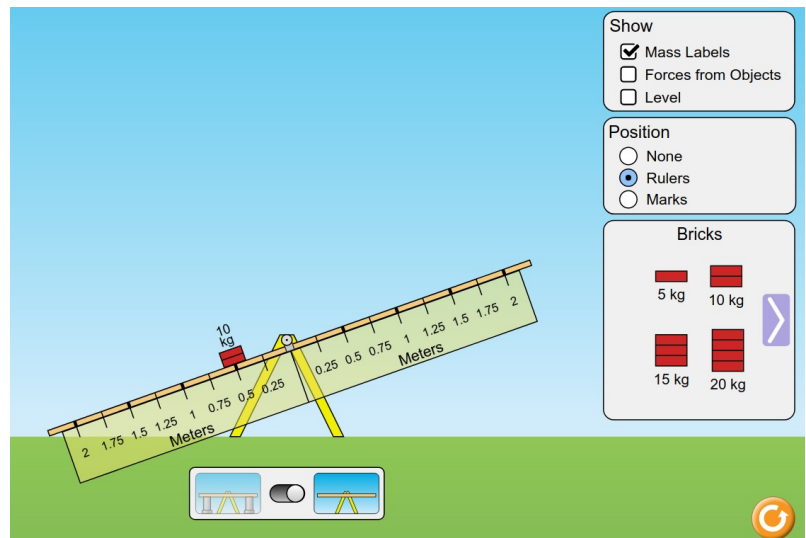 Show
Mass Labels
Forces from Objects
Level
Position
None
Rulers
Marks
Bricks
5 kg
10 kg
15 kg
20 kg
10
kg
2 1.75 1.5 1.25 1 0.75 0.5 0.25
Meters
0.25 0.5 0.75 1 1.25 1.5 1.75 2
Meters